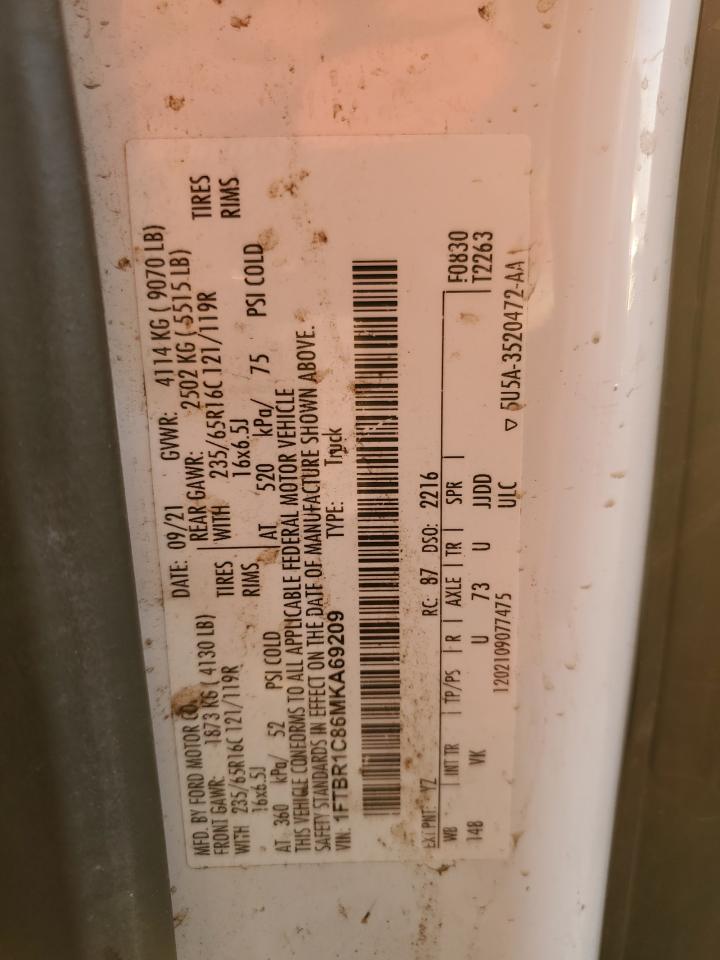 MFD. BY FORD MOTOR CO. DATE: 09/21 GVWR: 4114 KG ( 9070 LB)
FRONT GAWR: 1873 KG ( 4130 LB) REAR GAWR: 2502 KG ( 5515 LB)
WITH 235/65R16C 121/119R TIRES WITH 235/65R16C 121/119R TIRES
16x6.5J RIMS 16x6.5J RIMS
AT 360 kPa/ 52 PSI COLD AT 520 kPa/ 75 PSI COLD
THIS VEHICLE CONFORMS TO ALL APPLICABLE FEDERAL MOTOR VEHICLE
SAFETY STANDARDS IN EFFECT ON THE DATE OF MANUFACTURE SHOWN ABOVE.
VIN: 1FTBR1C86MKA69209 TYPE: Truck
EXT PNT: YZ RC: 87 DSO: 2216 F0830
WB INT TR TP/PS R AXLE TR SPR T2263
148 VK U 73 U JJDD
1202109077475 ULC ▽ 5U5A-3520472-AA